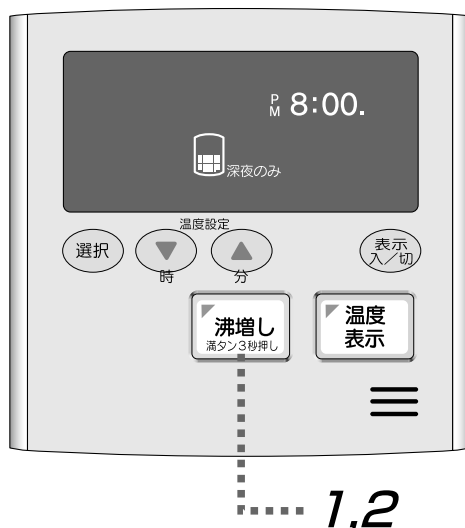 PM 8:00.
深夜のみ
温度設定
選択
時
分
表示
入／切
沸増し
満タン3秒押し
温度
表示
1,2